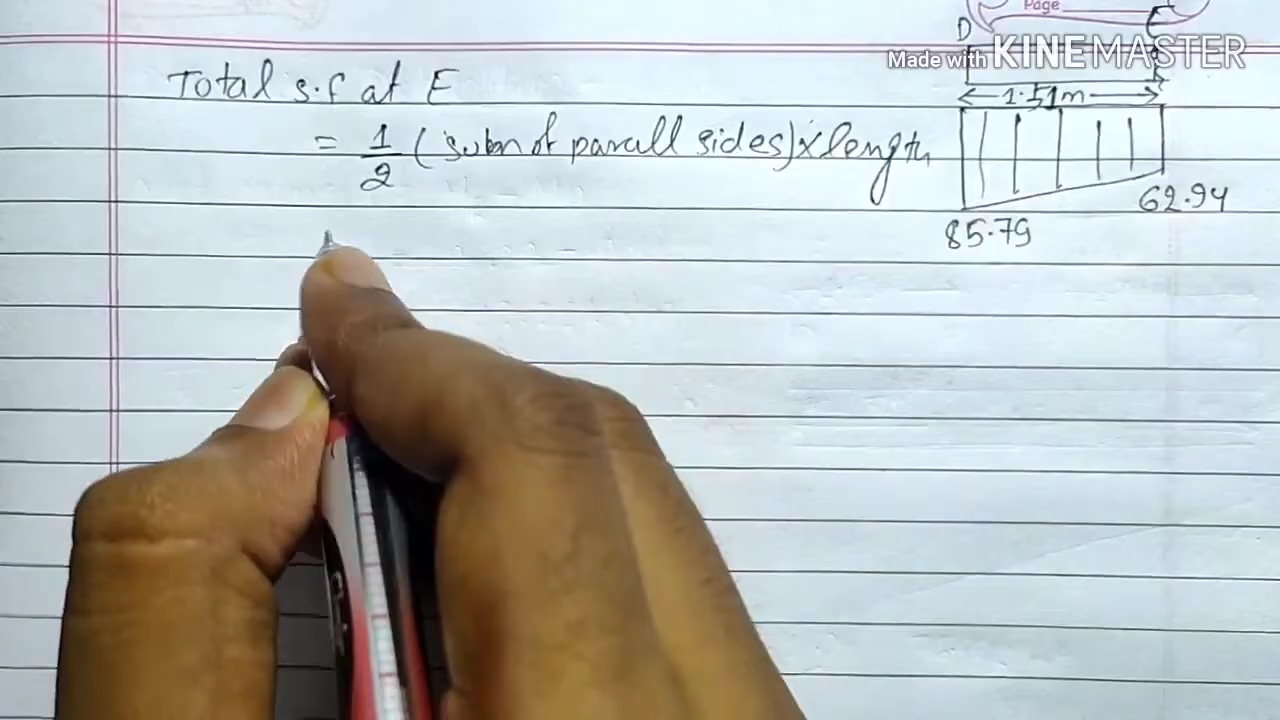 Page
D E
Made with KINEMASTER
Total s.f at E
1.51m
= 1/2 (sum of parall sides) x length
62.94
85.79